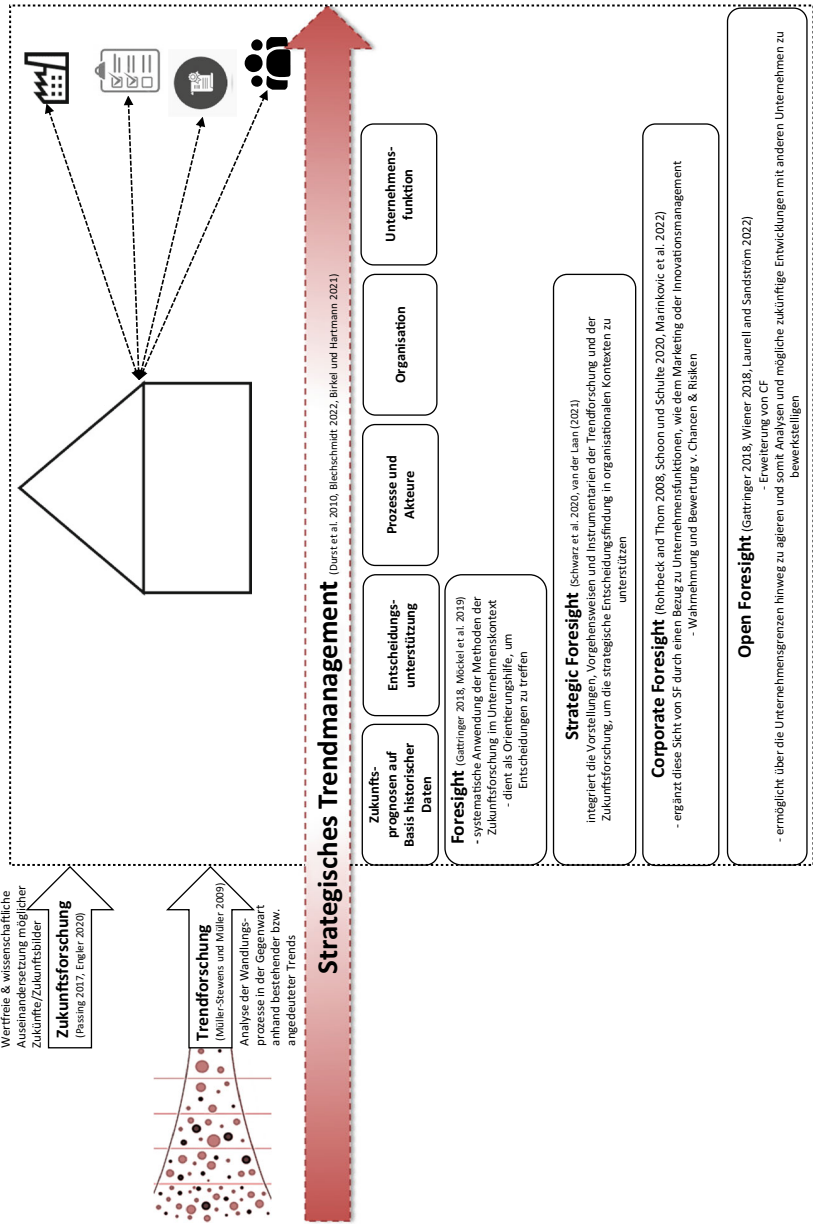 Wertfreie & wissenschaftliche
Auseinandersetzung möglicher
Zukünfte/Zukunftsbilder
Zukunftsforschung
(Passing 2017, Engler 2020)
Trendforschung
(Müller-Stewens und Müller 2009)
Analyse der Wandlungs-
prozesse in der Gegenwart
anhand bestehender bzw.
angedeuteter Trends
Strategisches Trendmanagement (Durst et al. 2010, Blechschmidt 2022, Birkel und Hartmann 2021)
Zukunfts-
prognosen auf
Basis historischer
Daten
Entscheidungs-
unterstützung
Prozesse und
Akteure
Organisation
Unternehmens-
funktion
Foresight (Gattringer 2018, Möckel et al. 2019)
- systematische Anwendung der Methoden der
Zukunftsforschung im Unternehmenskontext
- dient als Orientierungshilfe, um
Entscheidungen zu treffen
Strategic Foresight (Schwarz et al. 2020, van der Laan (2021)
integriert die Vorstellungen, Vorgehensweisen und Instrumentarien der Trendforschung und der
Zukunftsforschung, um die strategische Entscheidungsfindung in organisationalen Kontexten zu
unterstützen
Corporate Foresight (Rohrbeck and Thom 2008, Schoon und Schulte 2020, Marinkovic et al. 2022)
- ergänzt diese Sicht von SF durch einen Bezug zu Unternehmensfunktionen, wie dem Marketing oder Innovationsmanagement
- Wahrnehmung und Bewertung v. Chancen & Risiken
Open Foresight (Gattringer 2018, Wiener 2018, Laurell and Sandström 2022)
- Erweiterung von CF
- ermöglicht über die Unternehmensgrenzen hinweg zu agieren und somit Analysen und mögliche zukünftige Entwicklungen mit anderen Unternehmen zu
bewerkstelligen